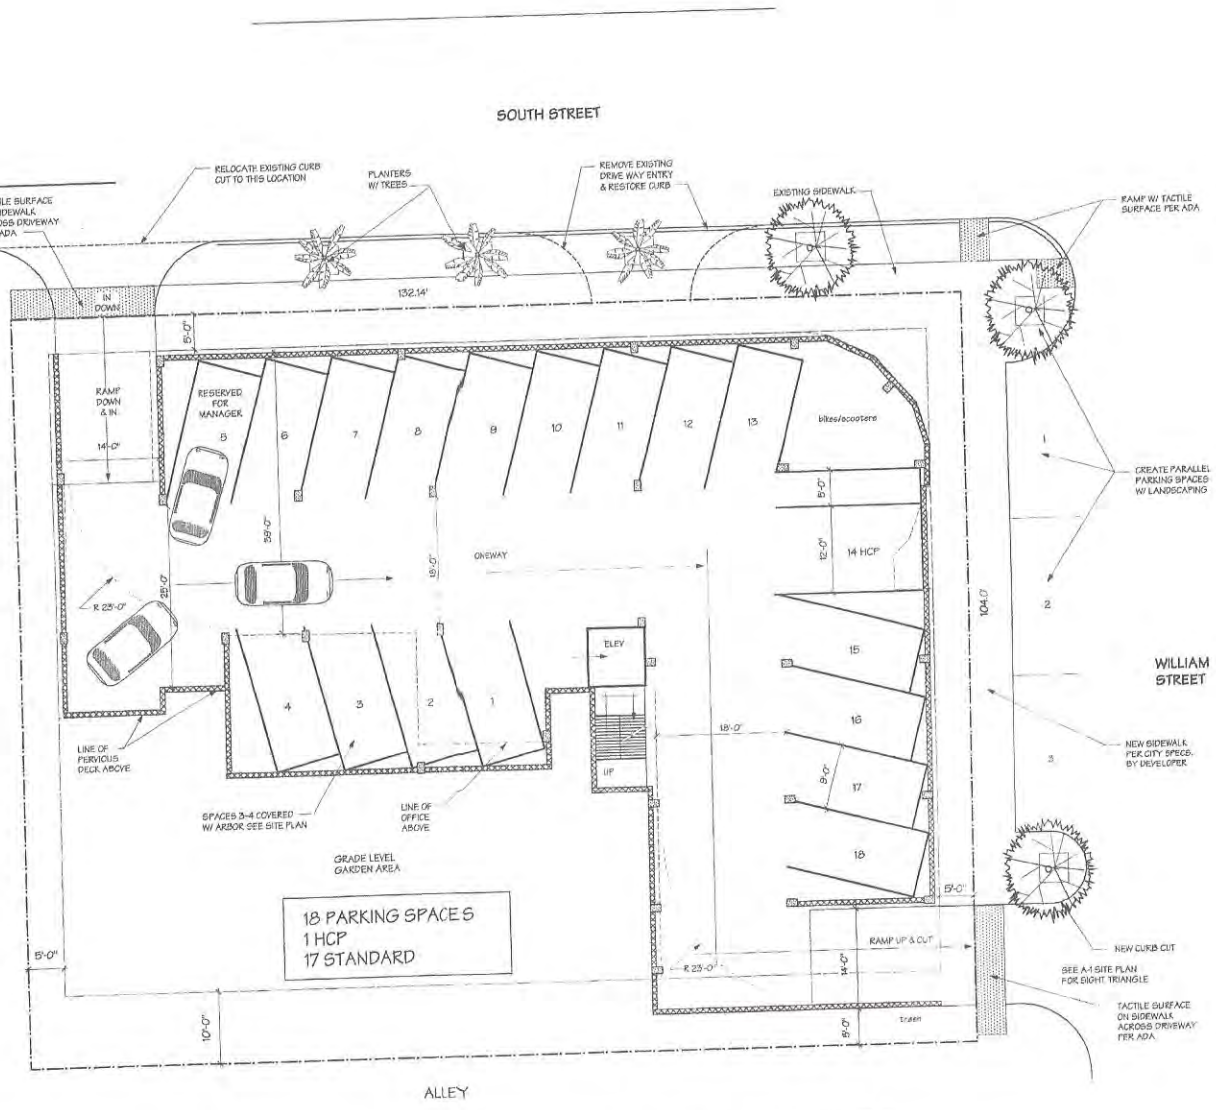 SOUTH STREET
RELOCATE EXISTING CURB
CUT TO THIS LOCATION
PLANTERS
W/ TREES
REMOVE EXISTING
DRIVE WAY ENTRY
& RESTORE CURB
EXISTING SIDEWALK
RAMP W/ TACTILE
SURFACE PER ADA
SURFACE
DRIVEWAY
ADA
IN
DOWN
132.14'
5'-0"
RAMP
DOWN
& IN
14'-0"
RESERVED
FOR
MANAGER
5
6
7
8
9
10
11
12
13
bikes/scooters
1
CREATE PARALLEL
PARKING SPACES
W/ LANDSCAPING
12'-0"
14 HCP
ONEWAY
25'-0"
R 23'-0"
104.0'
2
ELEV
15
WILLIAM
STREET
4
3
2
1
16
18'-0"
LINE OF
PERVIOUS
DECK ABOVE
NEW SIDEWALK
PER CITY SPECS.
BY DEVELOPER
3
UP
9'-0"
17
SPACES 3-4 COVERED
W/ ARBOR SEE SITE PLAN
LINE OF
OFFICE
ABOVE
18
GRADE LEVEL
GARDEN AREA
5'-0"
18 PARKING SPACES
1 HCP
17 STANDARD
RAMP UP & OUT
NEW CURB CUT
5'-0"
R 23'-0"
14'-0"
SEE A-1 SITE PLAN
FOR SIGHT TRIANGLE
10'-0"
5'-0"
trash
TACTILE SURFACE
ON SIDEWALK
ACROSS DRIVEWAY
PER ADA
ALLEY